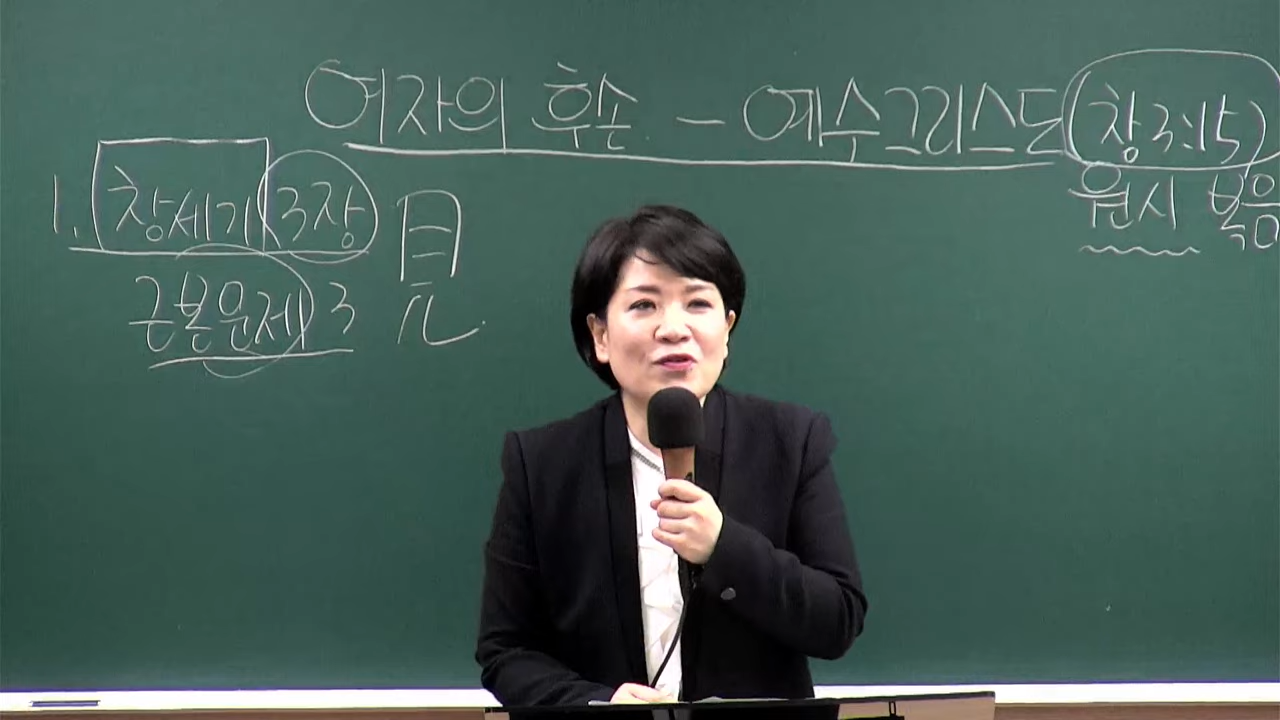 여자의 후손 - 예수그리스도 (창 3:15)
원시 복음
1. 창세기 3장
근본문제 3